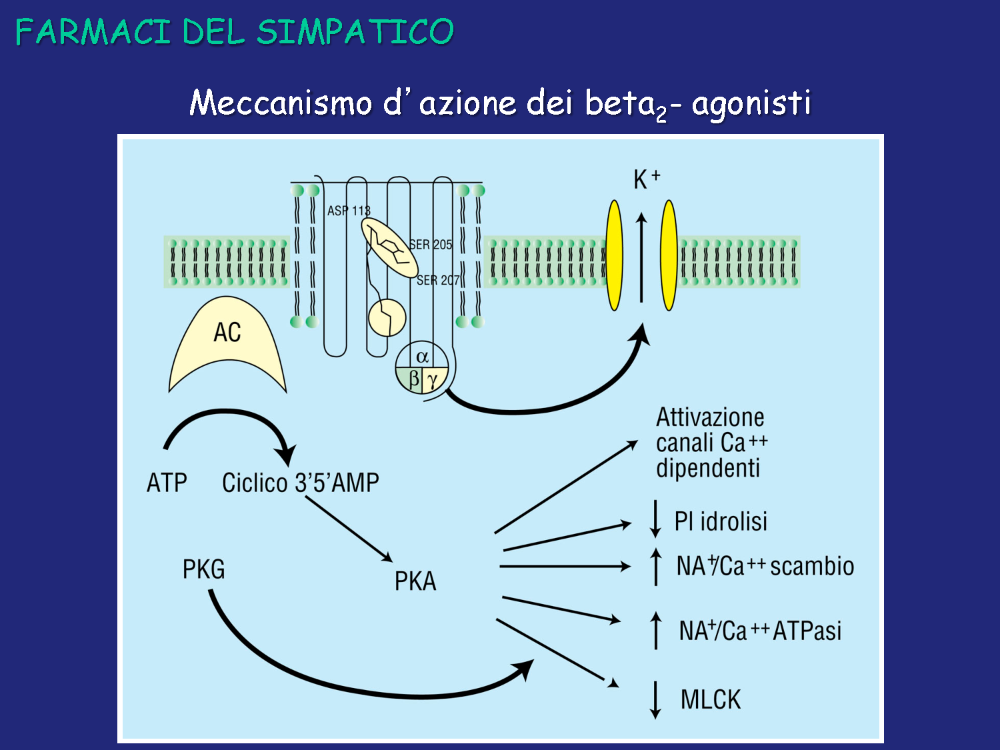 FARMACI DEL SIMPATICO
Meccanismo d’azione dei beta₂- agonisti
K⁺
ASP 113
SER 205
SER 207
AC
α
β γ
Attivazione
canali Ca⁺⁺
dipendenti
ATP
Ciclico 3’5’AMP
PI idrolisi
PKG
PKA
NA⁺/Ca⁺⁺ scambio
NA⁺/Ca⁺⁺ ATPasi
MLCK